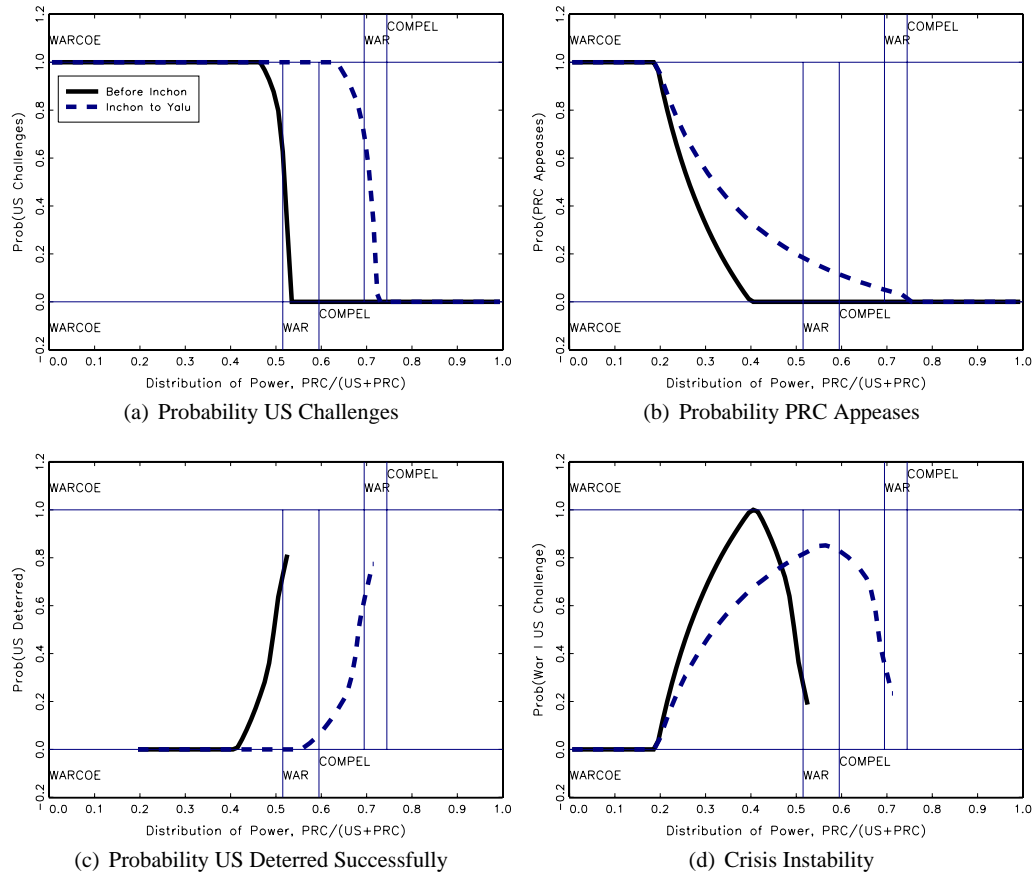 1.2
1.0
0.8
0.6
0.4
0.2
0.0
−0.2
Prob(US Challenges)
WARCOE
WAR
COMPEL
Before Inchon
Inchon to Yalu
WARCOE
WAR
COMPEL
0.0 0.1 0.2 0.3 0.4 0.5 0.6 0.7 0.8 0.9 1.0
Distribution of Power, PRC/(US+PRC)
(a) Probability US Challenges
1.2
1.0
0.8
0.6
0.4
0.2
0.0
−0.2
Prob(PRC Appeases)
WARCOE
WAR
COMPEL
WARCOE
WAR
COMPEL
0.0 0.1 0.2 0.3 0.4 0.5 0.6 0.7 0.8 0.9 1.0
Distribution of Power, PRC/(US+PRC)
(b) Probability PRC Appeases
1.2
1.0
0.8
0.6
0.4
0.2
0.0
−0.2
Prob(US Deterred)
WARCOE
WAR
COMPEL
WARCOE
WAR
COMPEL
0.0 0.1 0.2 0.3 0.4 0.5 0.6 0.7 0.8 0.9 1.0
Distribution of Power, PRC/(US+PRC)
(c) Probability US Deterred Successfully
1.2
1.0
0.8
0.6
0.4
0.2
0.0
−0.2
Prob(War | US Challenge)
WARCOE
WAR
COMPEL
WARCOE
WAR
COMPEL
0.0 0.1 0.2 0.3 0.4 0.5 0.6 0.7 0.8 0.9 1.0
Distribution of Power, PRC/(US+PRC)
(d) Crisis Instability